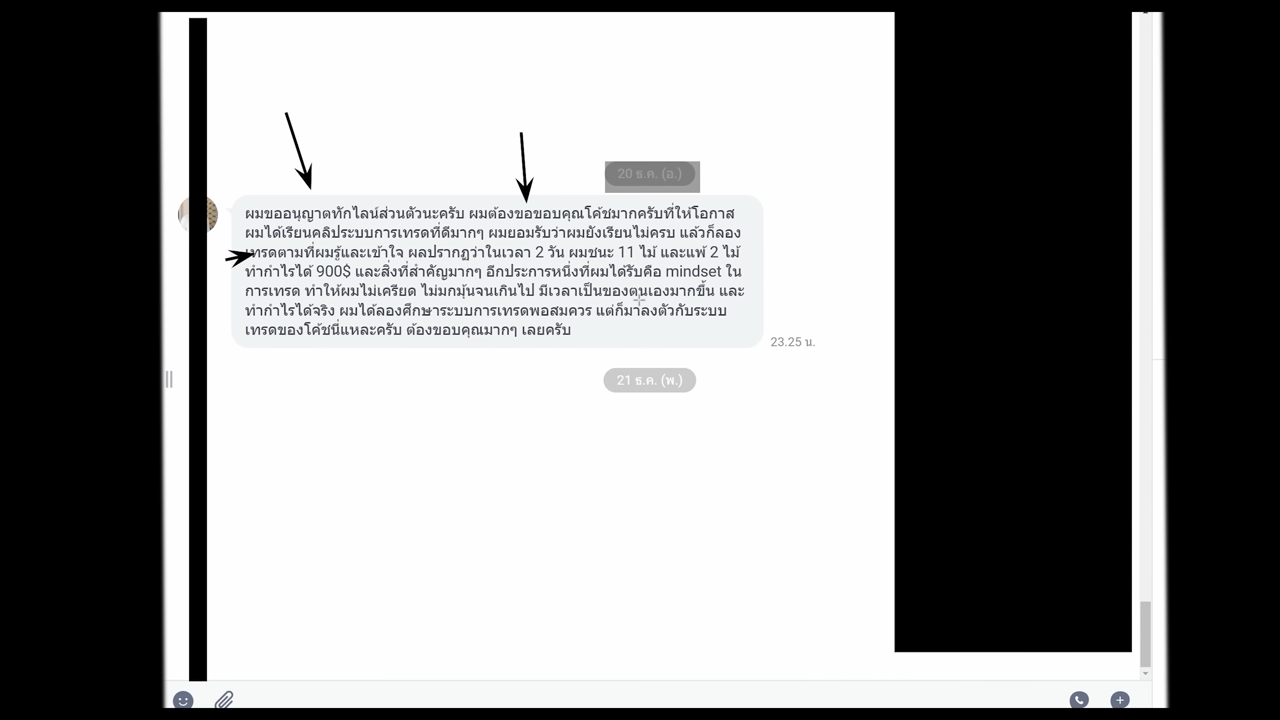 20 ธ.ค. (อ.)
ผมขออนุญาตทักไลน์ส่วนตัวนะครับ ผมต้องขอขอบคุณโค้ชมากครับที่ให้โอกาส
ผมได้เรียนคลิประบบการเทรดที่ดีมากๆ ผมยอมรับว่าผมยังเรียนไม่ครบ แล้วก็ลอง
เทรดตามที่ผมรู้และเข้าใจ ผลปรากฏว่าในเวลา 2 วัน ผมชนะ 11 ไม้ และแพ้ 2 ไม้
ทำกำไรได้ 900$ และสิ่งที่สำคัญมากๆ อีกประการหนึ่งที่ผมได้รับคือ mindset ใน
การเทรด ทำให้ผมไม่เครียด ไม่มกมุ้นจนเกินไป มีเวลาเป็นของตนเองมากขึ้น และ
ทำกำไรได้จริง ผมได้ลองศึกษาระบบการเทรดพอสมควร แต่ก็มาลงตัวกับระบบ
เทรดของโค้ชนี่แหละครับ ต้องขอบคุณมากๆ เลยครับ
23.25 น.
21 ธ.ค. (พ.)